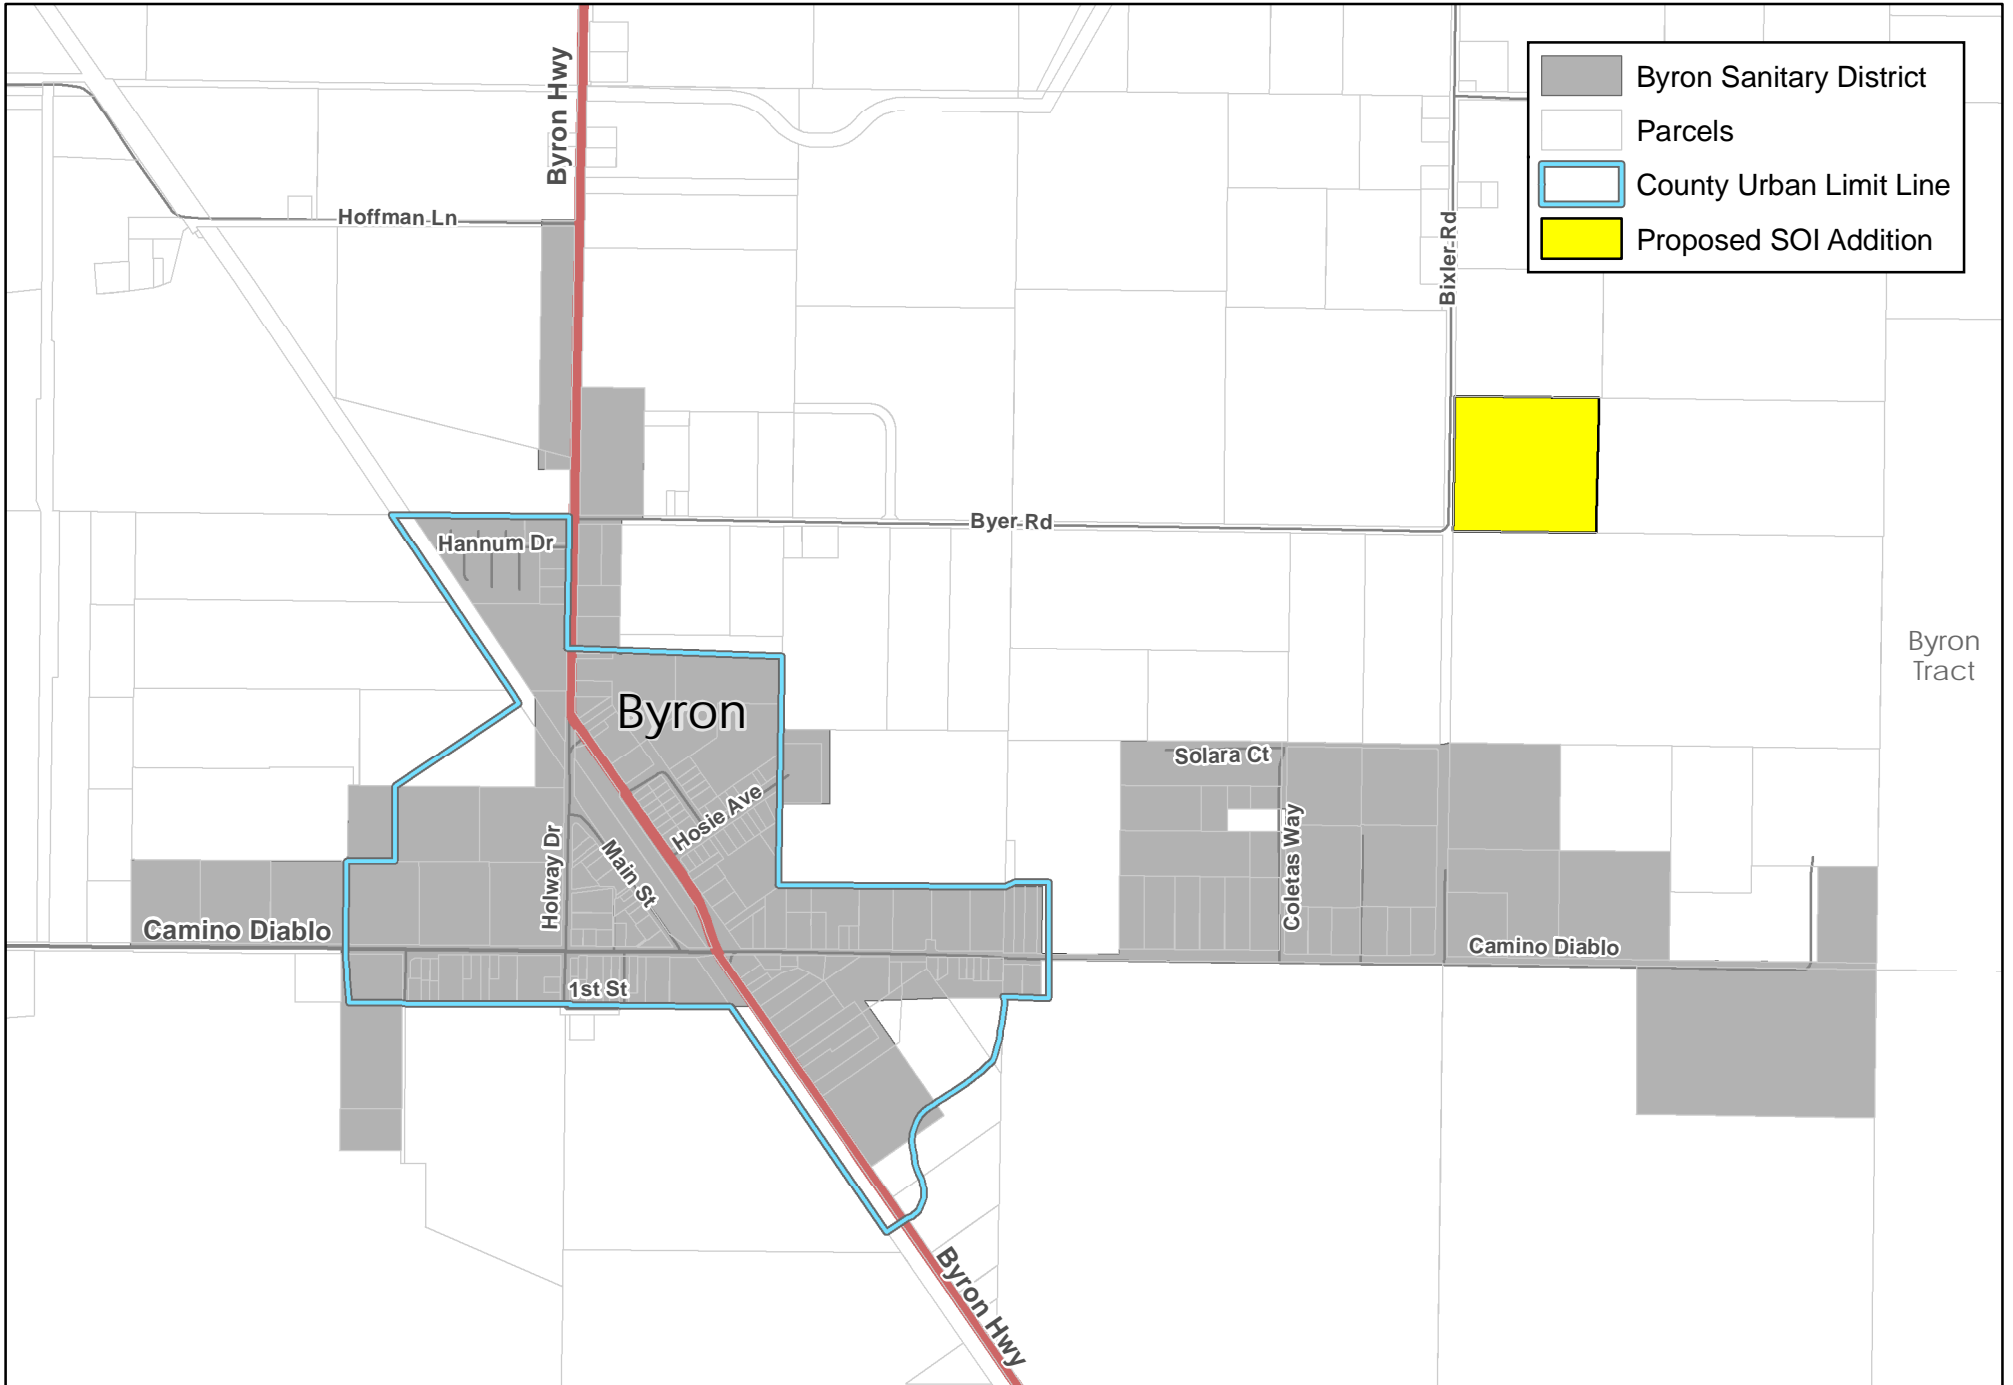 Byron Hwy
Byron Sanitary District
Parcels
County Urban Limit Line
Proposed SOI Addition
Hoffman Ln
Bixler Rd
Byer Rd
Hannum Dr
Byron
Tract
Byron
Solara Ct
Hosie Ave
Coletas Way
Holway Dr
Main St
Camino Diablo
Camino Diablo
1st St
Byron Hwy